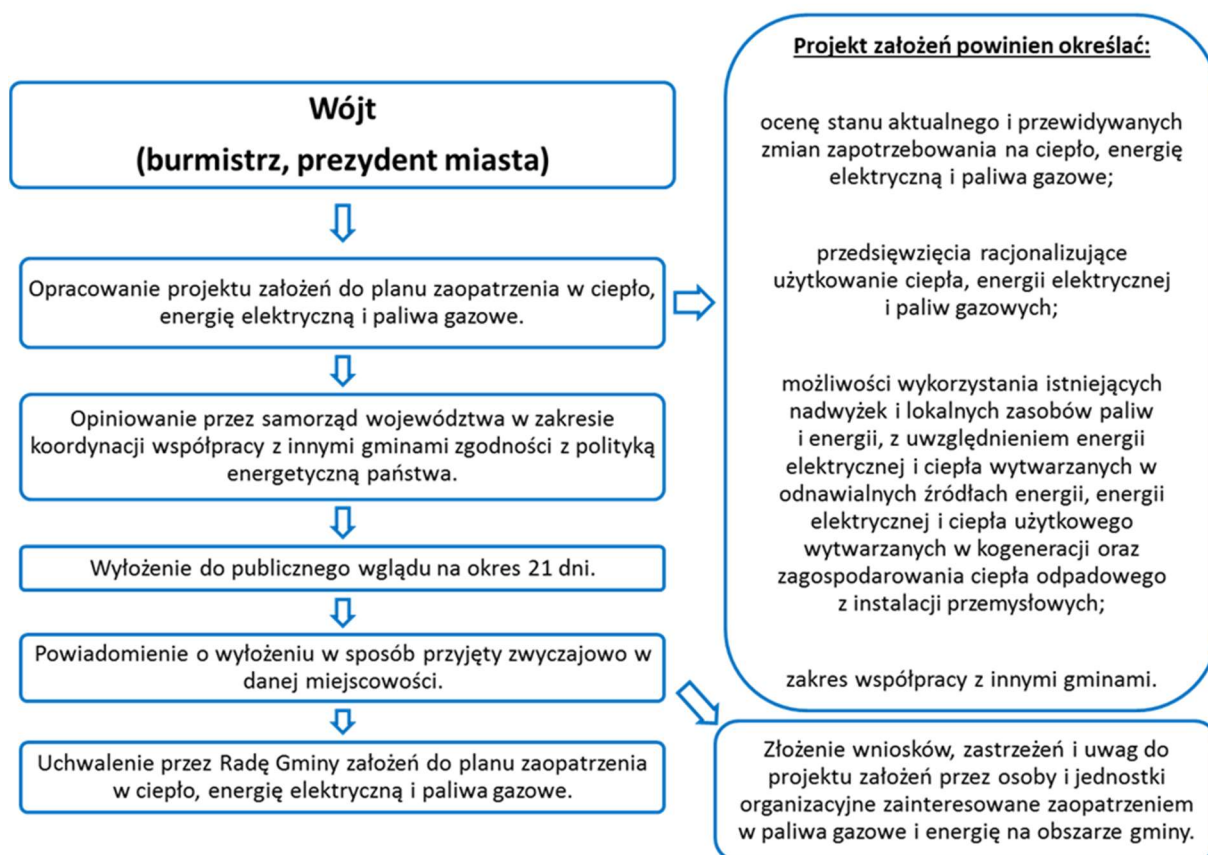 Wójt
(burmistrz, prezydent miasta)
Opracowanie projektu założeń do planu zaopatrzenia w ciepło,
energię elektryczną i paliwa gazowe.
Opiniowanie przez samorząd województwa w zakresie
koordynacji współpracy z innymi gminami zgodności z polityką
energetyczną państwa.
Wyłożenie do publicznego wglądu na okres 21 dni.
Powiadomienie o wyłożeniu w sposób przyjęty zwyczajowo w
danej miejscowości.
Uchwalenie przez Radę Gminy założeń do planu zaopatrzenia
w ciepło, energię elektryczną i paliwa gazowe.
Projekt założeń powinien określać:
ocenę stanu aktualnego i przewidywanych
zmian zapotrzebowania na ciepło, energię
elektryczną i paliwa gazowe;
przedsięwzięcia racjonalizujące
użytkowanie ciepła, energii elektrycznej
i paliw gazowych;
możliwości wykorzystania istniejących
nadwyżek i lokalnych zasobów paliw
i energii, z uwzględnieniem energii
elektrycznej i ciepła wytwarzanych w
odnawialnych źródłach energii, energii
elektrycznej i ciepła użytkowego
wytwarzanych w kogeneracji oraz
zagospodarowania ciepła odpadowego
z instalacji przemysłowych;
zakres współpracy z innymi gminami.
Złożenie wniosków, zastrzeżeń i uwag do
projektu założeń przez osoby i jednostki
organizacyjne zainteresowane zaopatrzeniem
w paliwa gazowe i energię na obszarze gminy.